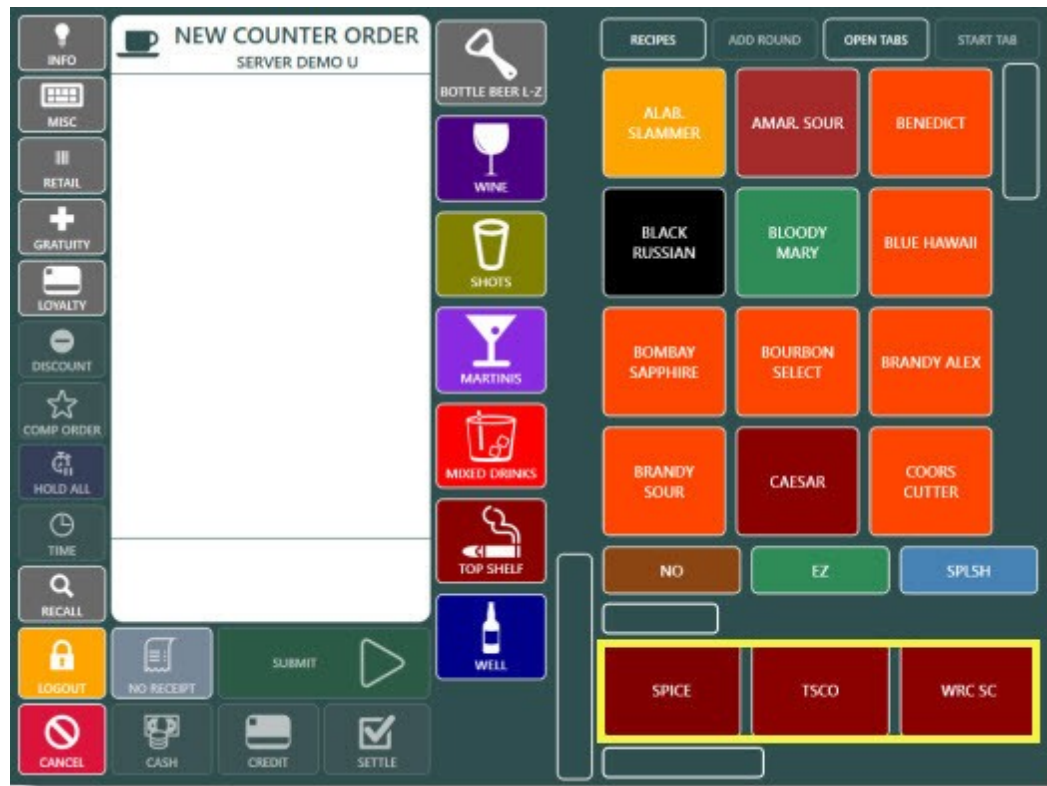 INFO
MISC
RETAIL
GRATUITY
LOYALTY
DISCOUNT
COMP ORDER
HOLD ALL
TIME
RECALL
LOGOUT
CANCEL
NEW COUNTER ORDER
SERVER DEMO U
NO RECEIPT
SUBMIT
CASH
CREDIT
SETTLE
BOTTLE BEER L-Z
WINE
SHOTS
MARTINIS
MIXED DRINKS
TOP SHELF
WELL
RECIPES
ADD ROUND
OPEN TABS
START TAB
ALAB.
SLAMMER
AMAR. SOUR
BENEDICT
BLACK
RUSSIAN
BLOODY
MARY
BLUE HAWAII
BOMBAY
SAPPHIRE
BOURBON
SELECT
BRANDY ALEX
BRANDY
SOUR
CAESAR
COORS
CUTTER
NO
EZ
SPLSH
SPICE
TSCO
WRC SC